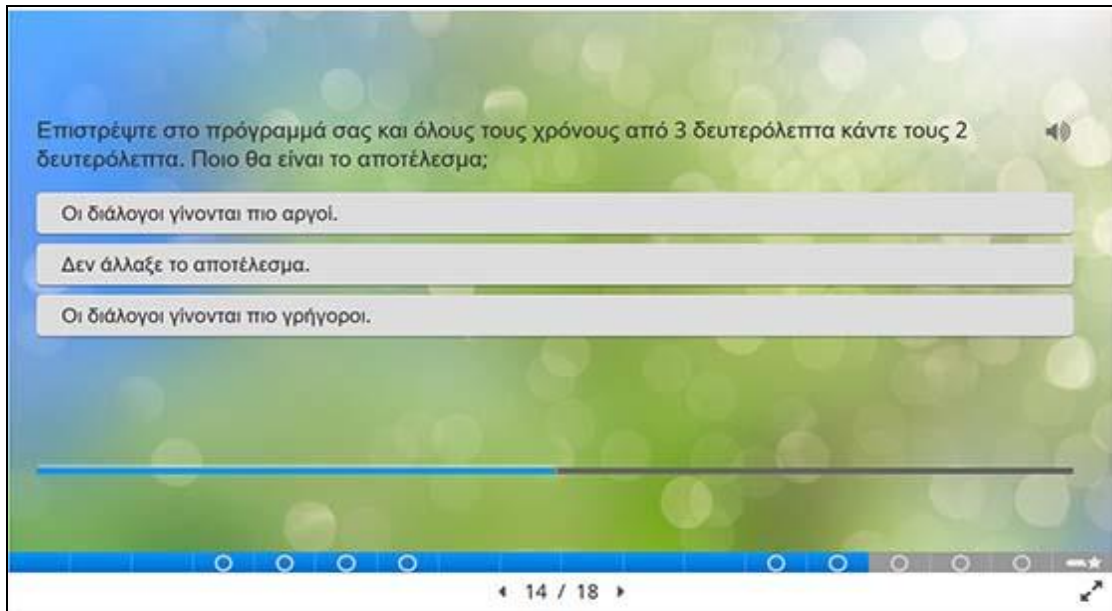 Επιστρέψτε στο πρόγραμμά σας και όλους τους χρόνους από 3 δευτερόλεπτα κάντε τους 2
δευτερόλεπτα. Ποιο θα είναι το αποτέλεσμα;
Οι διάλογοι γίνονται πιο αργοί.
Δεν άλλαξε το αποτέλεσμα.
Οι διάλογοι γίνονται πιο γρήγοροι.
14 / 18